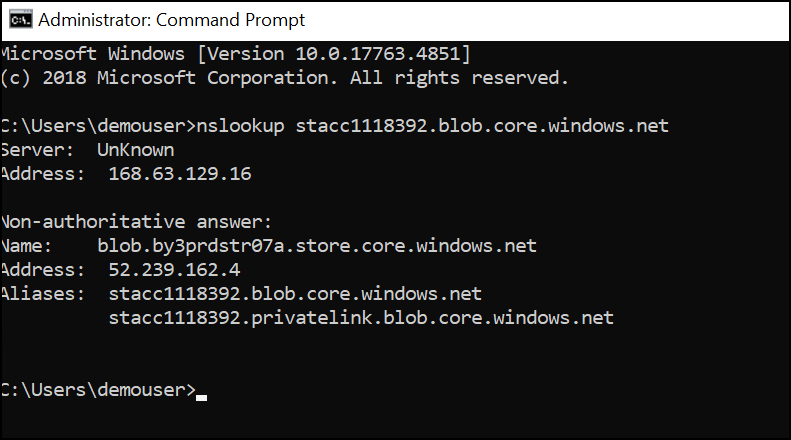 Administrator: Command Prompt
Microsoft Windows [Version 10.0.17763.4851]
(c) 2018 Microsoft Corporation. All rights reserved.
C:\Users\demouser>nslookup stacc1118392.blob.core.windows.net
Server:  UnKnown
Address:  168.63.129.16
Non-authoritative answer:
Name:    blob.by3prdstr07a.store.core.windows.net
Address:  52.239.162.4
Aliases:  stacc1118392.blob.core.windows.net
stacc1118392.privatelink.blob.core.windows.net
C:\Users\demouser>